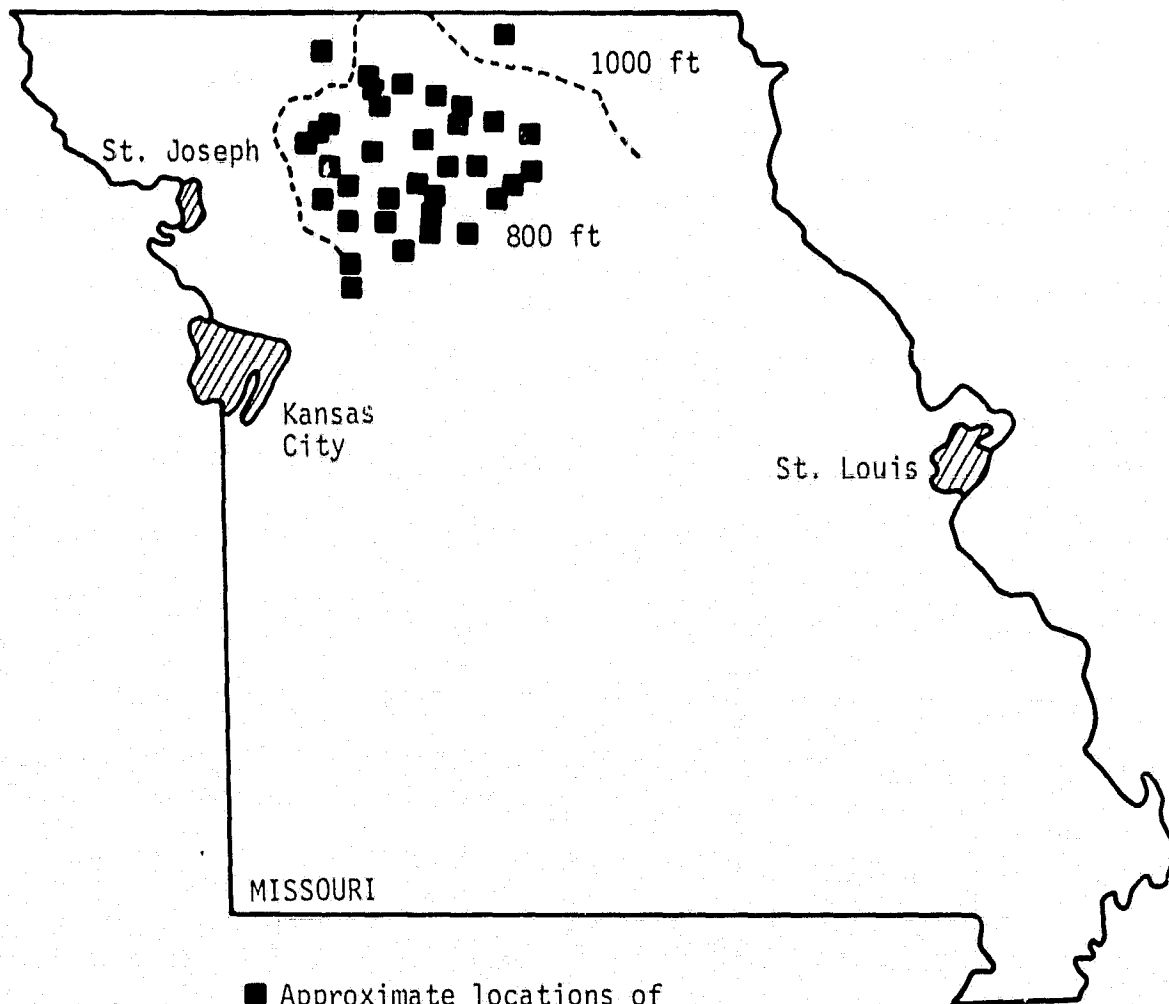 1000 ft
St. Joseph
800 ft
Kansas
City
St. Louis
MISSOURI
Approximate locations of